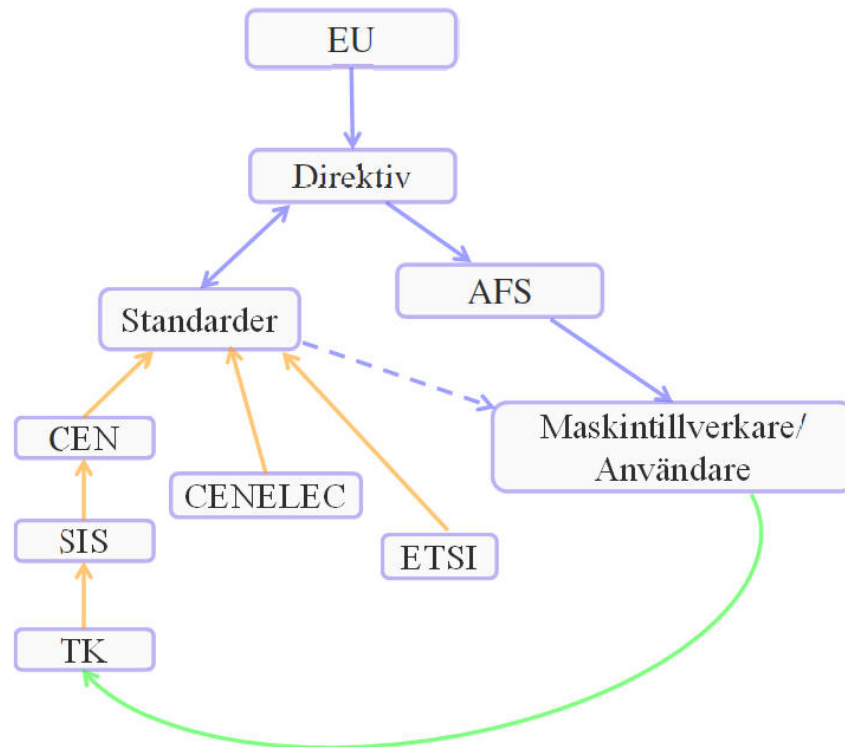 EU
Direktiv
AFS
Standarder
Maskintillverkare/
Användare
CEN
CENELEC
SIS
ETSI
TK